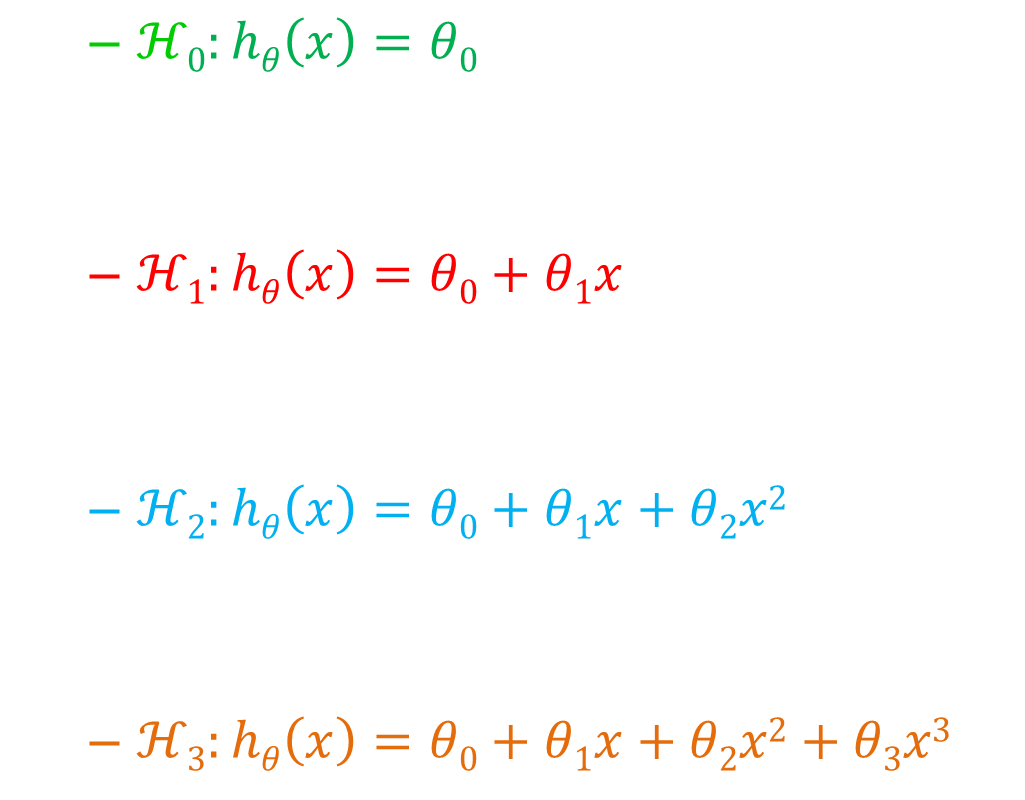 – ℋ₀: h_θ(x) = θ₀
– ℋ₁: h_θ(x) = θ₀ + θ₁x
– ℋ₂: h_θ(x) = θ₀ + θ₁x + θ₂x²
– ℋ₃: h_θ(x) = θ₀ + θ₁x + θ₂x² + θ₃x³